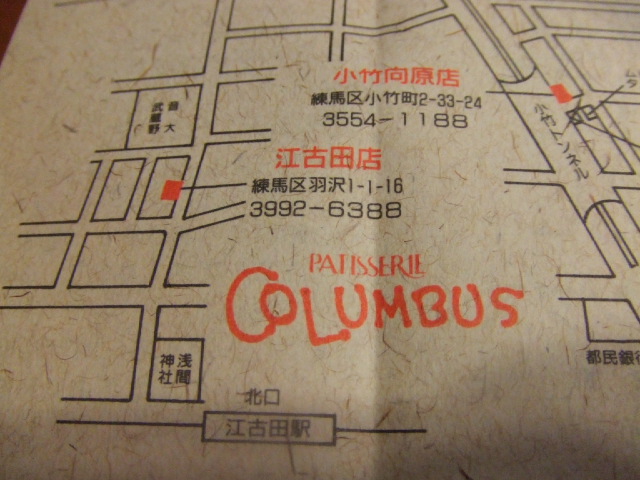 小竹向原店
練馬区小竹町2-33-24
3554-1188
武蔵野
音大
小竹トンネル
江古田店
練馬区羽沢1-1-16
3992-6388
PATISSERIE
COLUMBUS
浅間
神社
都民銀行
北口
江古田駅